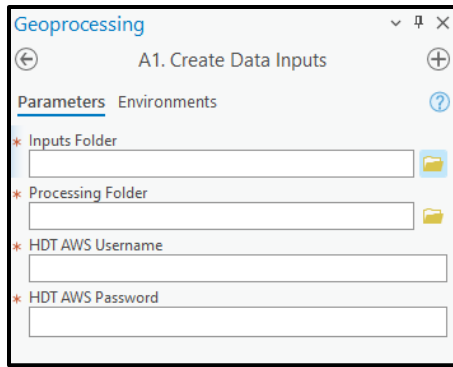 Geoprocessing
A1. Create Data Inputs
Parameters Environments
* Inputs Folder
* Processing Folder
* HDT AWS Username
* HDT AWS Password